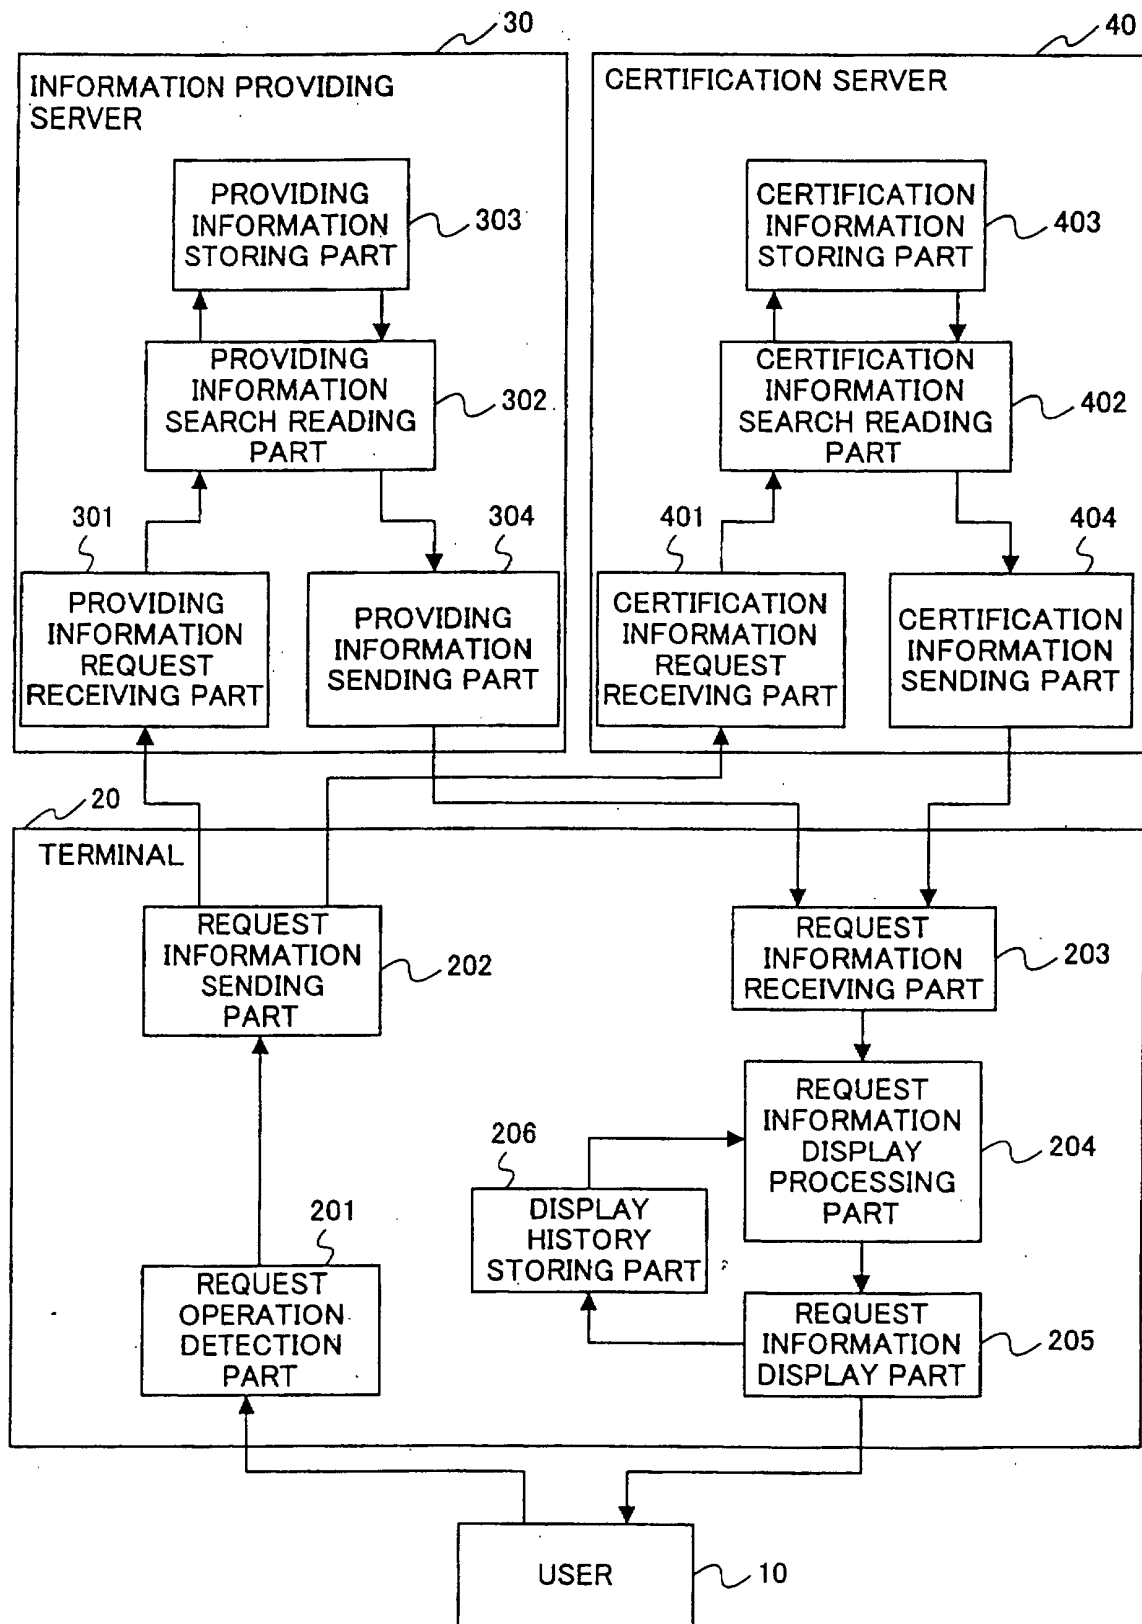 30
INFORMATION PROVIDING
SERVER
PROVIDING
INFORMATION
STORING PART
303
PROVIDING
INFORMATION
SEARCH READING
PART
302
301
PROVIDING
INFORMATION
REQUEST
RECEIVING PART
304
PROVIDING
INFORMATION
SENDING PART
40
CERTIFICATION SERVER
CERTIFICATION
INFORMATION
STORING PART
403
CERTIFICATION
INFORMATION
SEARCH READING
PART
402
401
CERTIFICATION
INFORMATION
REQUEST
RECEIVING PART
404
CERTIFICATION
INFORMATION
SENDING PART
20
TERMINAL
REQUEST
INFORMATION
SENDING
PART
202
REQUEST
INFORMATION
RECEIVING PART
203
REQUEST
INFORMATION
DISPLAY
PROCESSING
PART
204
206
DISPLAY
HISTORY
STORING PART
201
REQUEST
OPERATION
DETECTION
PART
REQUEST
INFORMATION
DISPLAY PART
205
USER
10